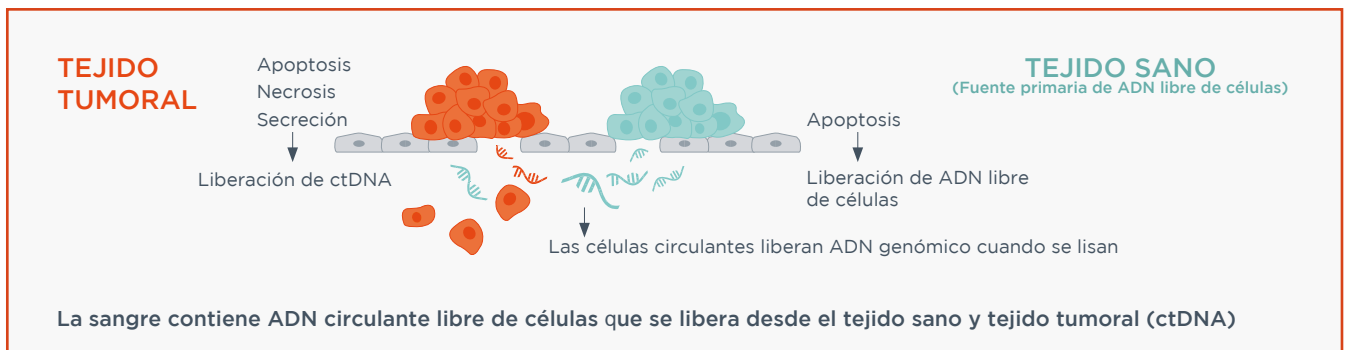 TEJIDO
TUMORAL
Apoptosis
Necrosis
Secreción
Liberación de ctDNA
TEJIDO SANO
(Fuente primaria de ADN libre de células)
Apoptosis
Liberación de ADN libre
de células
Las células circulantes liberan ADN genómico cuando se lisan
La sangre contiene ADN circulante libre de células que se libera desde el tejido sano y tejido tumoral (ctDNA)